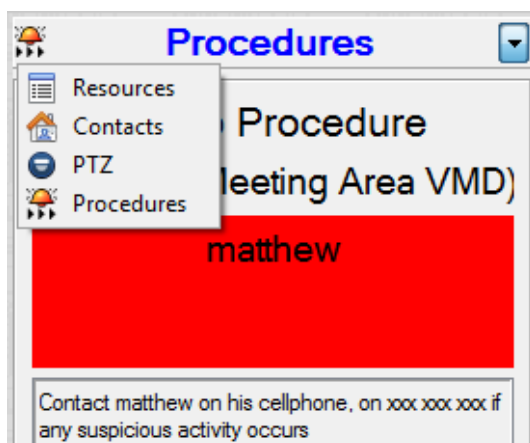 Procedures
Resources
Contacts
PTZ
Procedures
Procedure
Meeting Area VMD)
matthew
Contact matthew on his cellphone, on xxx xxx xxx if
any suspicious activity occurs